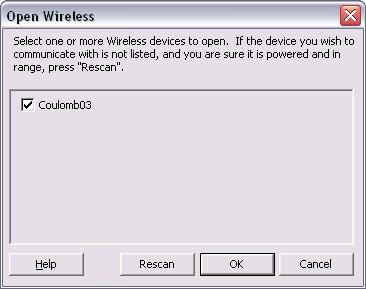 Open Wireless
Select one or more Wireless devices to open.  If the device you wish to
communicate with is not listed, and you are sure it is powered and in
range, press "Rescan".
Coulomb03
Help
Rescan
OK
Cancel